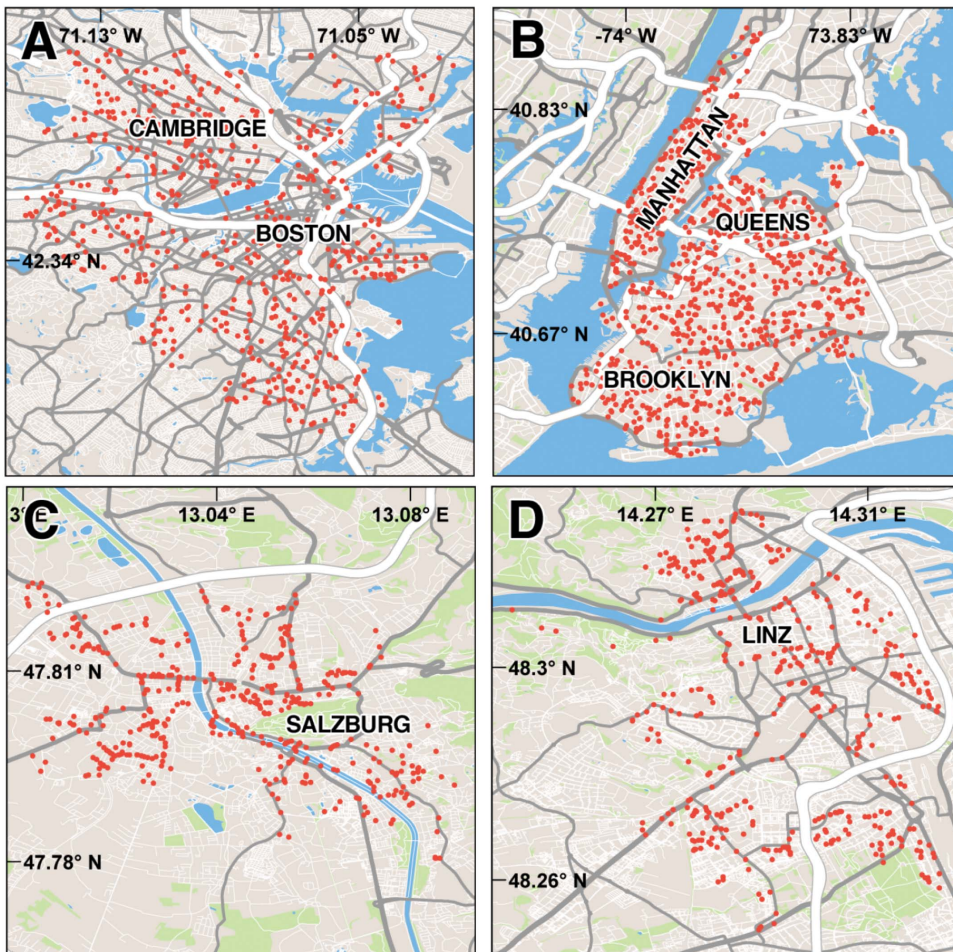 A
71.13° W
71.05° W
CAMBRIDGE
BOSTON
42.34° N
B
-74° W
73.83° W
40.83° N
MANHATTAN
QUEENS
40.67° N
BROOKLYN
C
3°E
13.04° E
13.08° E
47.81° N
SALZBURG
47.78° N
D
14.27° E
14.31° E
LINZ
48.3° N
48.26° N